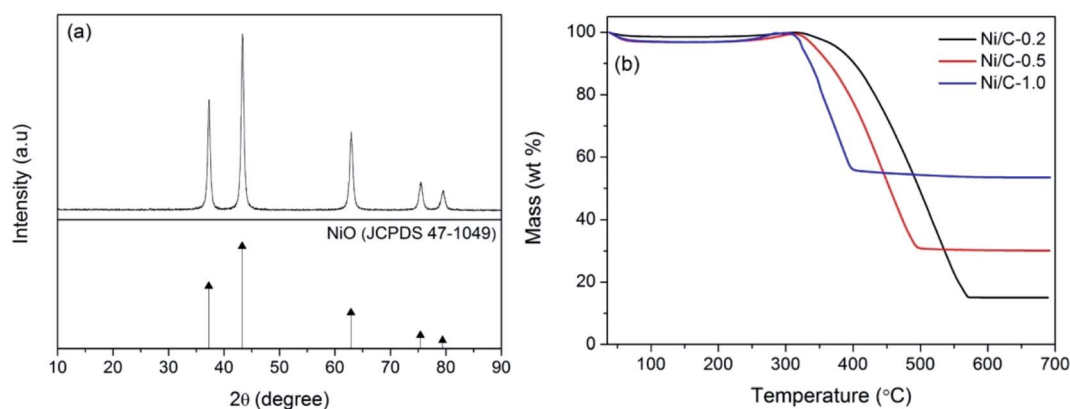 (a)
Intensity (a.u)
NiO (JCPDS 47-1049)
10 20 30 40 50 60 70 80 90
2θ (degree)
(b)
Ni/C-0.2
Ni/C-0.5
Ni/C-1.0
Mass (wt %)
100
80
60
40
20
0
100 200 300 400 500 600 700
Temperature (°C)